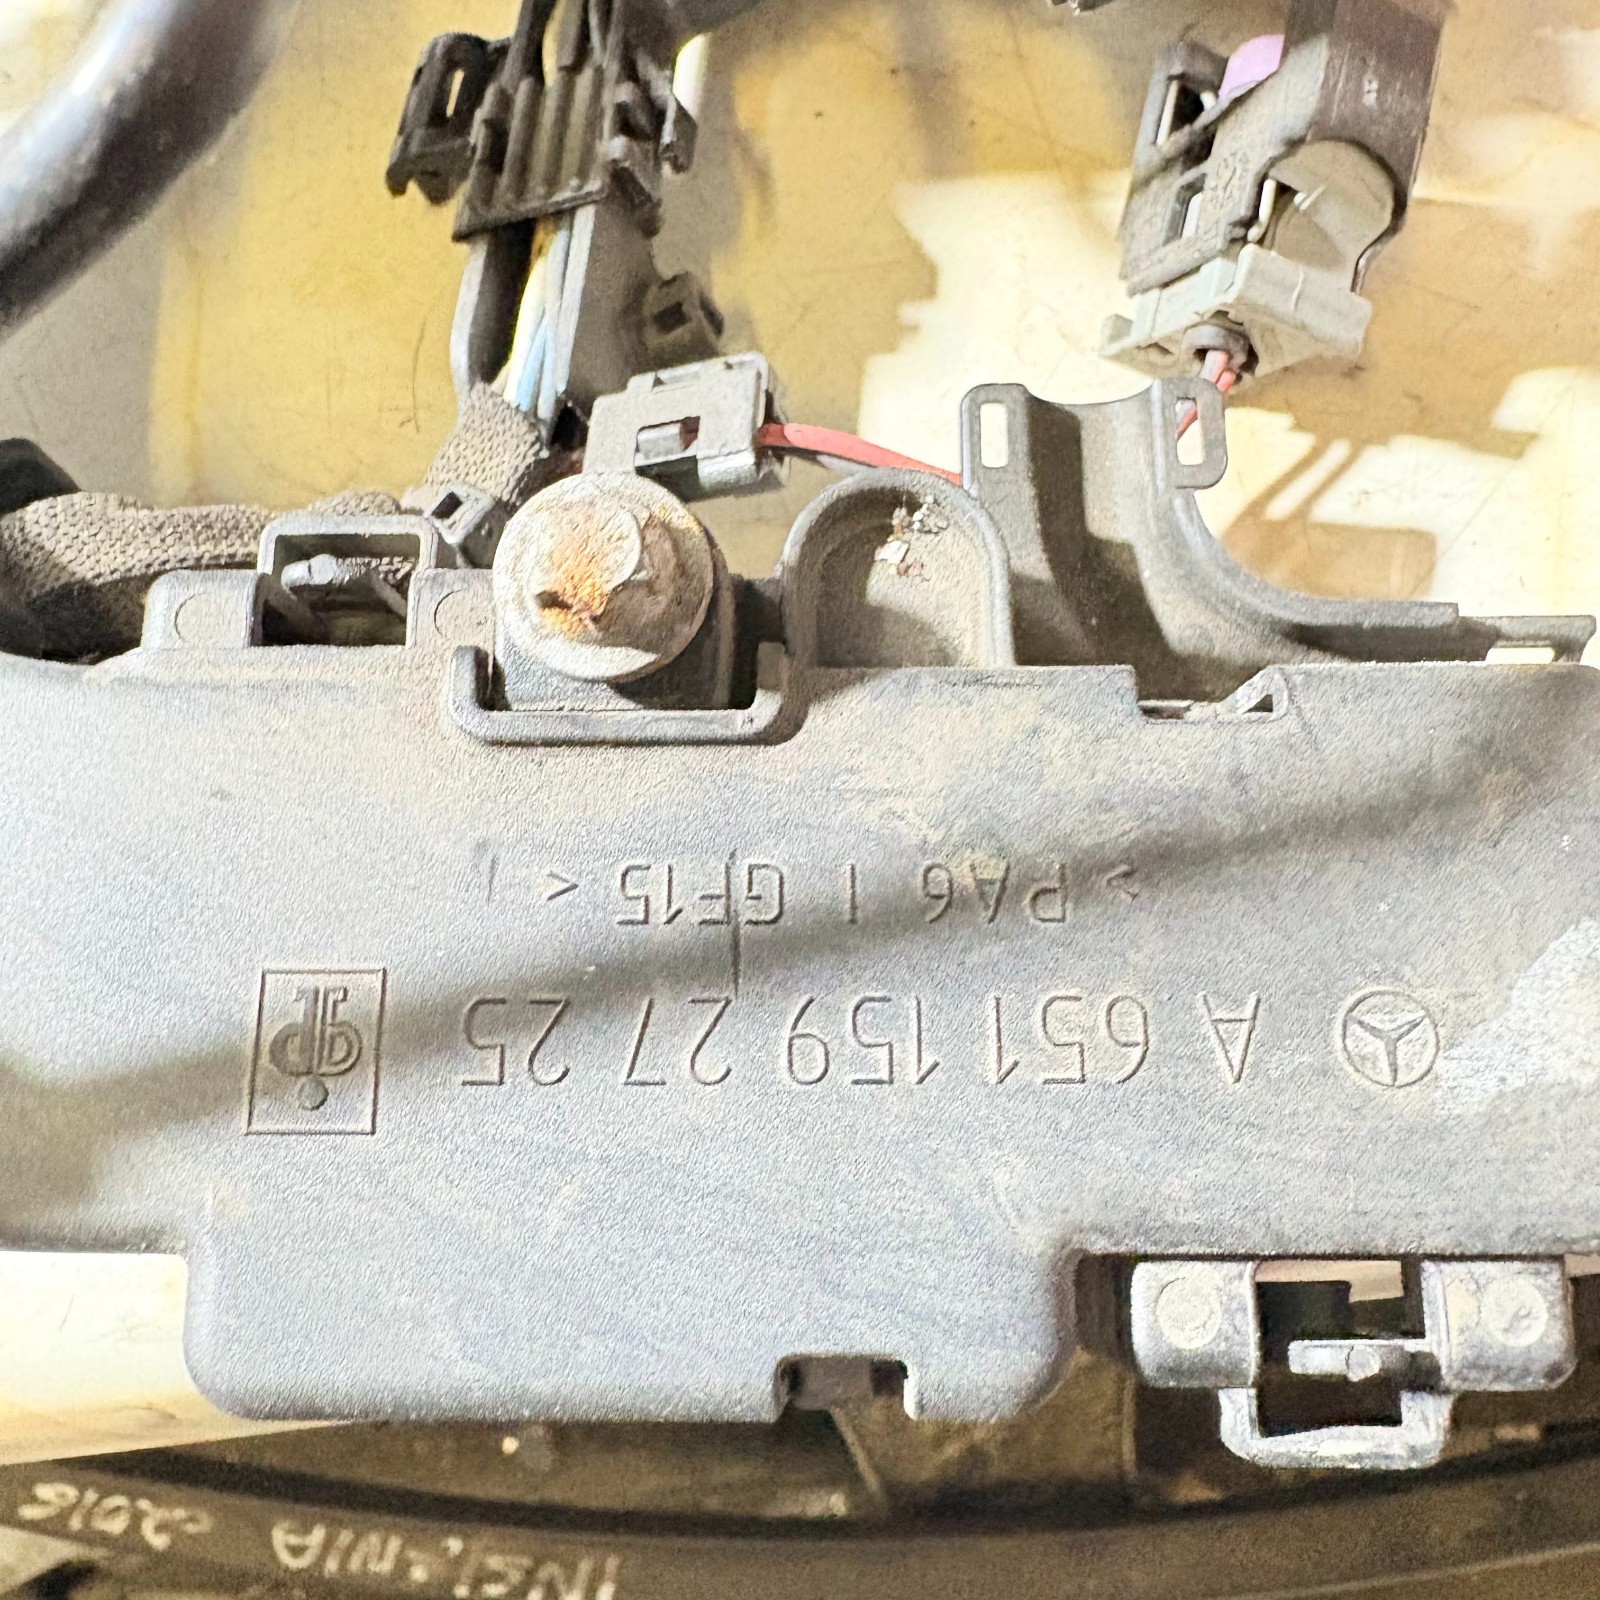 INSIGNIA 2016
A 651 159 27 25
> PA6 I GF15 <